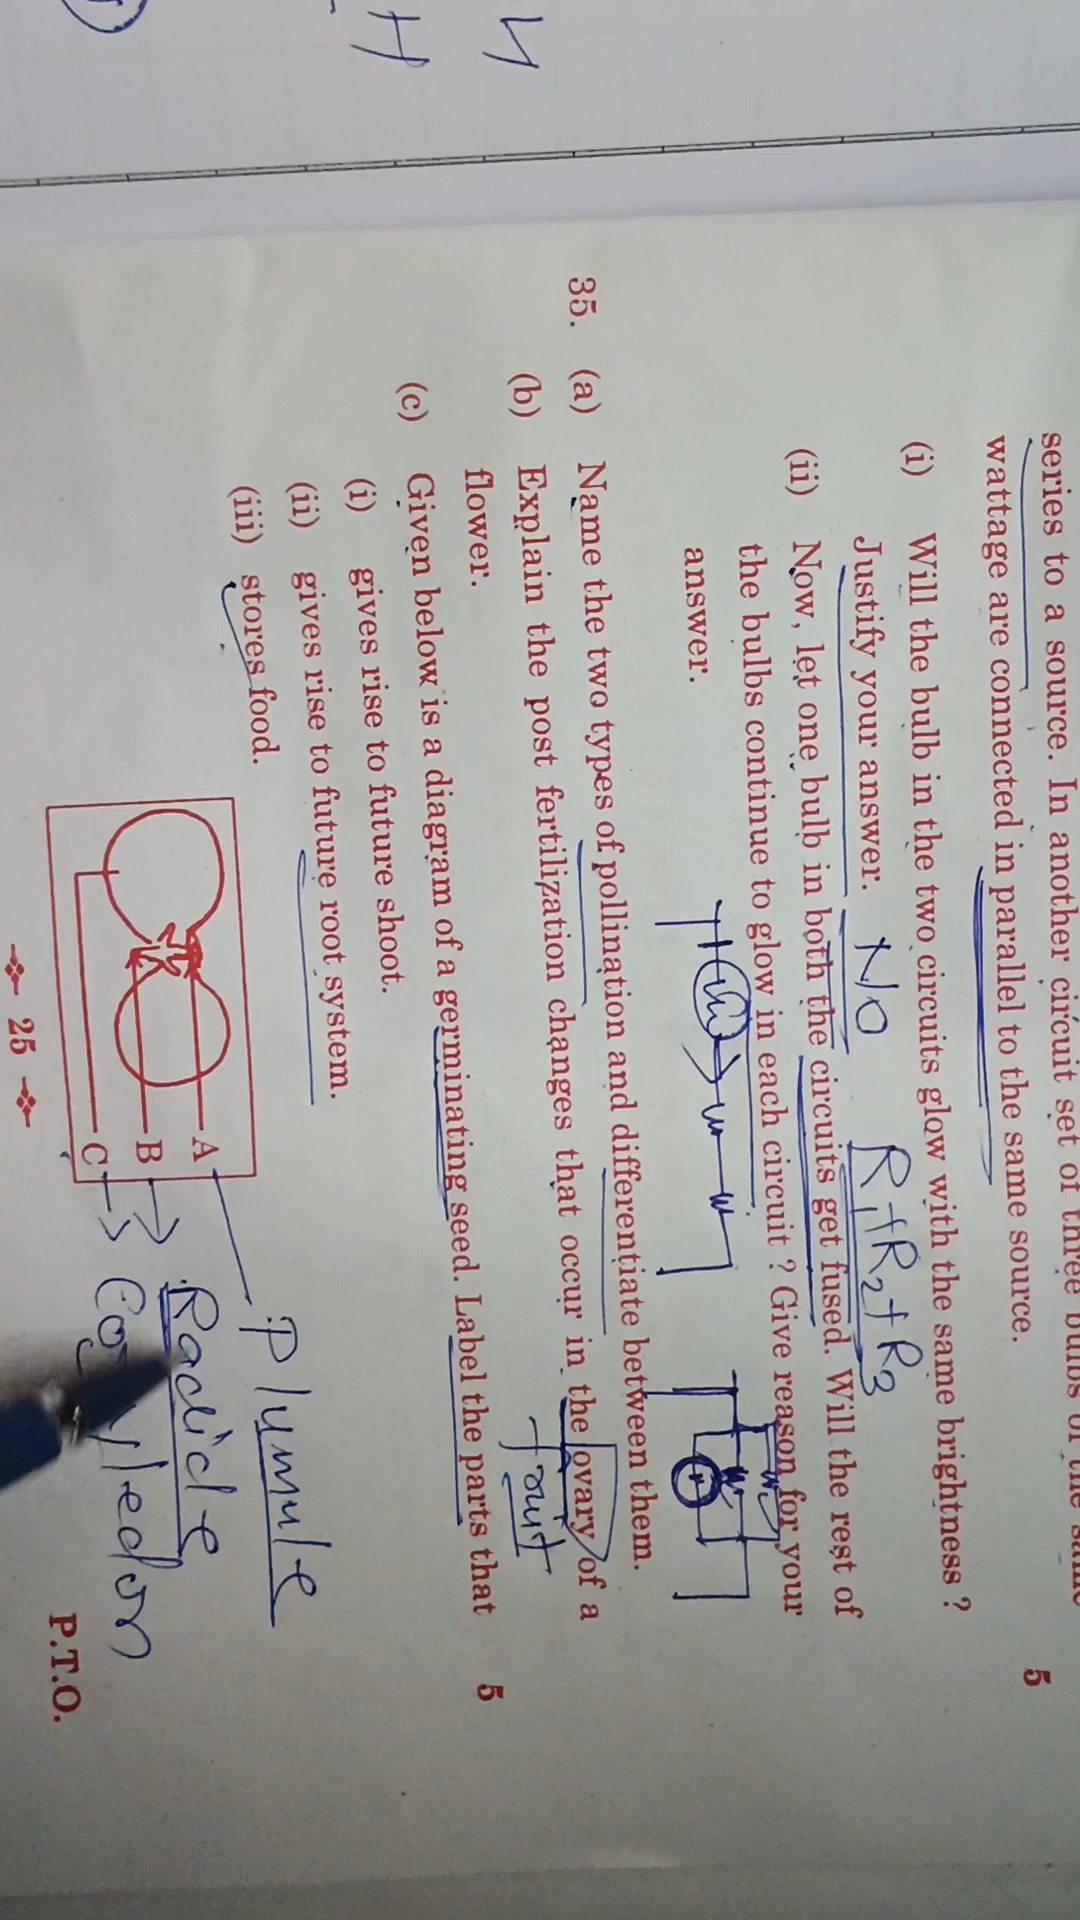 series to a source. In another circuit set of three bulbs of the same
wattage are connected in parallel to the same source. 5
(i) Will the bulb in the two circuits glow with the same brightness ?
Justify your answer. NO R1+R2+R3
(ii) Now, let one bulb in both the circuits get fused. Will the rest of
the bulbs continue to glow in each circuit ? Give reason for your
answer.
35. (a) Name the two types of pollination and differentiate between them.
(b) Explain the post fertilization changes that occur in the ovary of a
flower. fruit
(c) Given below is a diagram of a germinating seed. Label the parts that 5
(i) gives rise to future shoot.
(ii) gives rise to future root system.
(iii) stores food.
A Plumule
B Radicle
C
P.T.O.
25